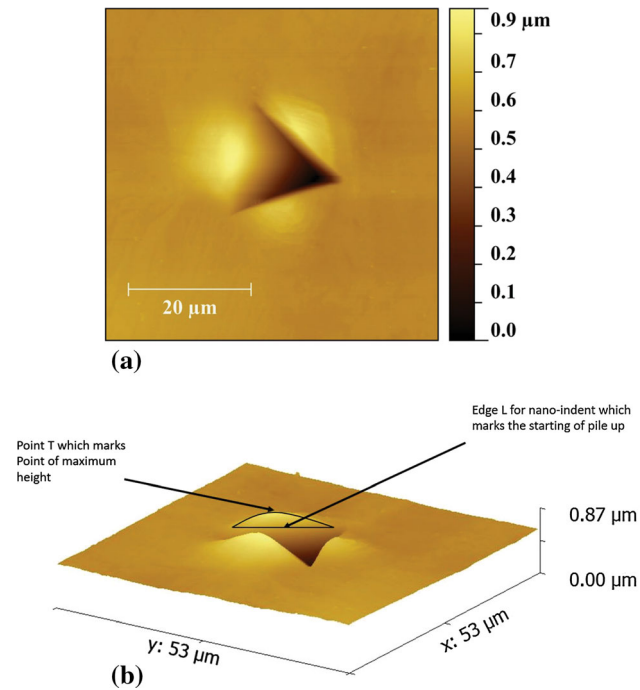 0.9 µm
0.7
0.6
0.5
0.4
0.3
0.2
0.1
0.0
20 µm
(a)
Edge L for nano-indent which
marks the starting of pile up
Point T which marks
Point of maximum
height
0.87 µm
0.00 µm
x: 53 µm
y: 53 µm
(b)